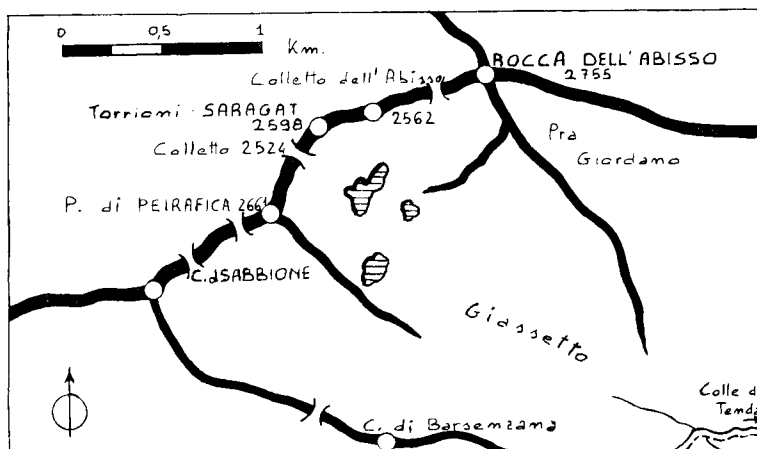 0 0,5 1
Km.
ROCCA DELL'ABISSO
2755
Colletto dell'Abisso
Torrioni SARAGAT
2598
2562
Colletto 2524
Pra
Giordano
P. di PEIRAFICA 2661
C.d SABBIONE
Giassetto
Colle d
Tenda
C. di Barsenzana